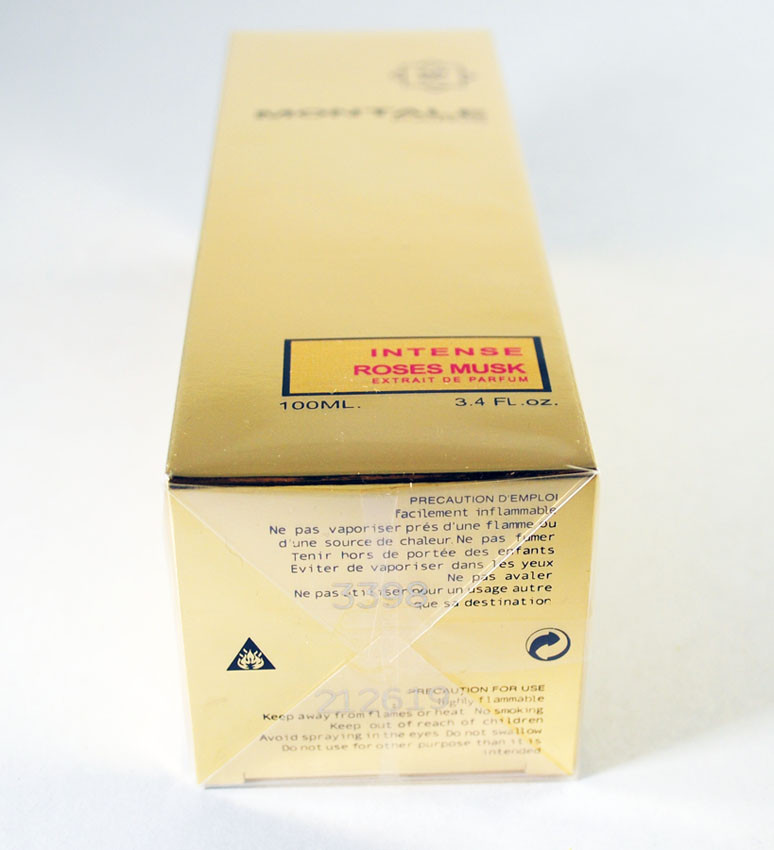 MONTALE
INTENSE
ROSES MUSK
EXTRAIT DE PARFUM
100ML. 3.4 FL.oz.
PRECAUTION D'EMPLOI
Facilement inflammable
Ne pas vaporiser prés d'une flamme ou
d'une source de chaleur. Ne pas fumer
Tenir hors de portée des enfants
Eviter de vaporiser dans les yeux
Ne pas avaler
Ne pas utiliser pour un usage autre
que sa destination
3398
PRECAUTION FOR USE
Highly flammable
Keep away from flames or heat. No smoking
Keep out of reach of children
Avoid spraying in the eyes Do not swallow
Do not use for other purpose than it is
intended